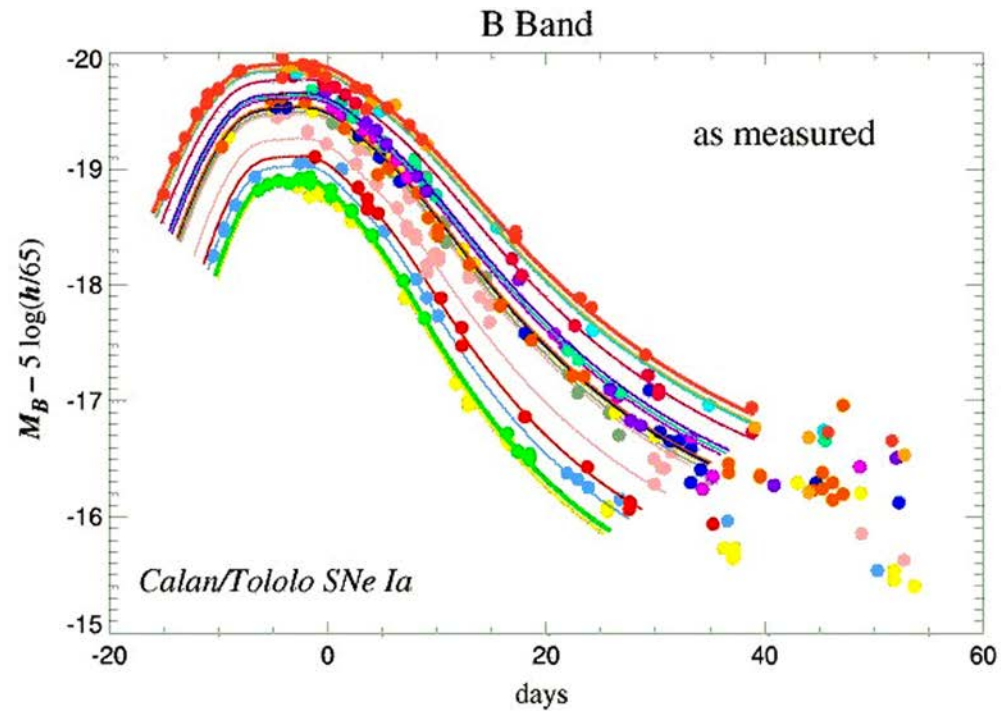 B Band
as measured
M_B – 5 log(h/65)
-20
-19
-18
-17
-16
-15
Calan/Tololo SNe Ia
-20 0 20 40 60
days